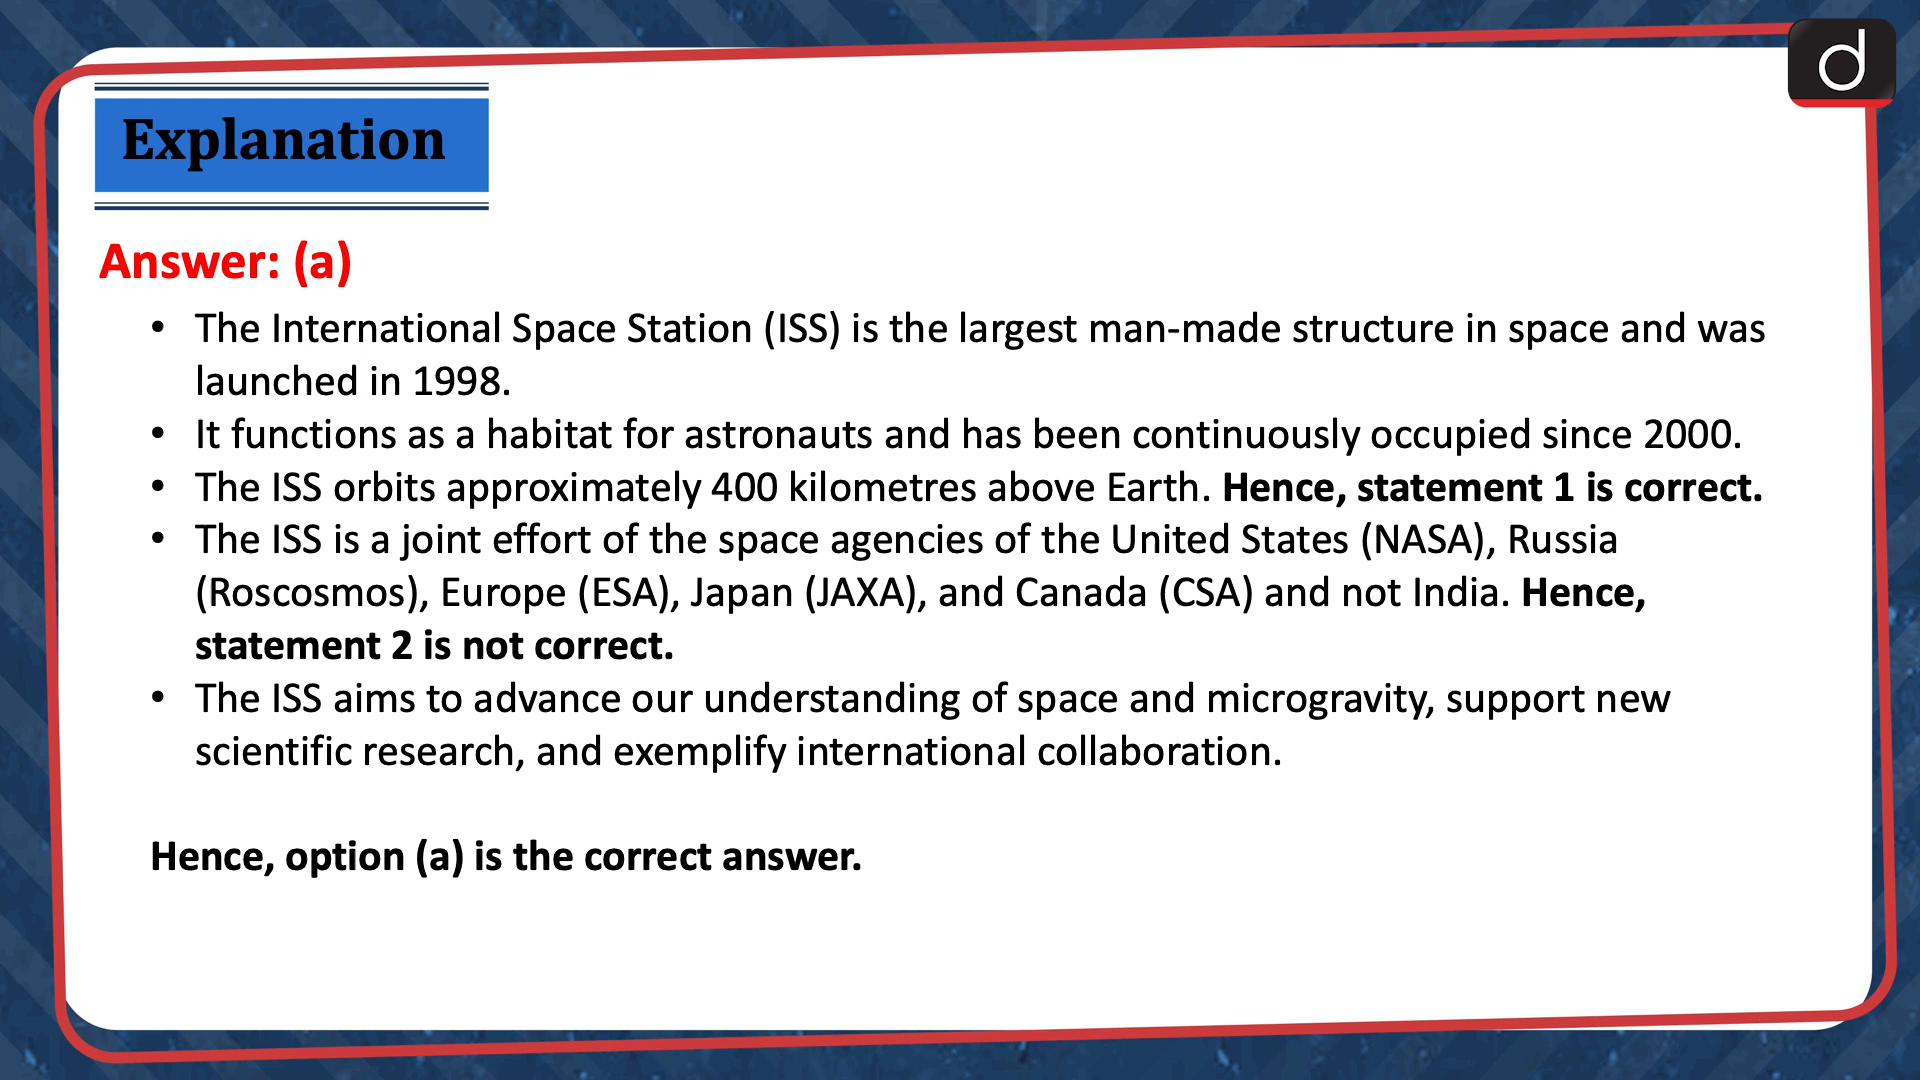 d
Explanation
Answer: (a)
• The International Space Station (ISS) is the largest man-made structure in space and was
launched in 1998.
• It functions as a habitat for astronauts and has been continuously occupied since 2000.
• The ISS orbits approximately 400 kilometres above Earth. Hence, statement 1 is correct.
• The ISS is a joint effort of the space agencies of the United States (NASA), Russia
(Roscosmos), Europe (ESA), Japan (JAXA), and Canada (CSA) and not India. Hence,
statement 2 is not correct.
• The ISS aims to advance our understanding of space and microgravity, support new
scientific research, and exemplify international collaboration.
Hence, option (a) is the correct answer.